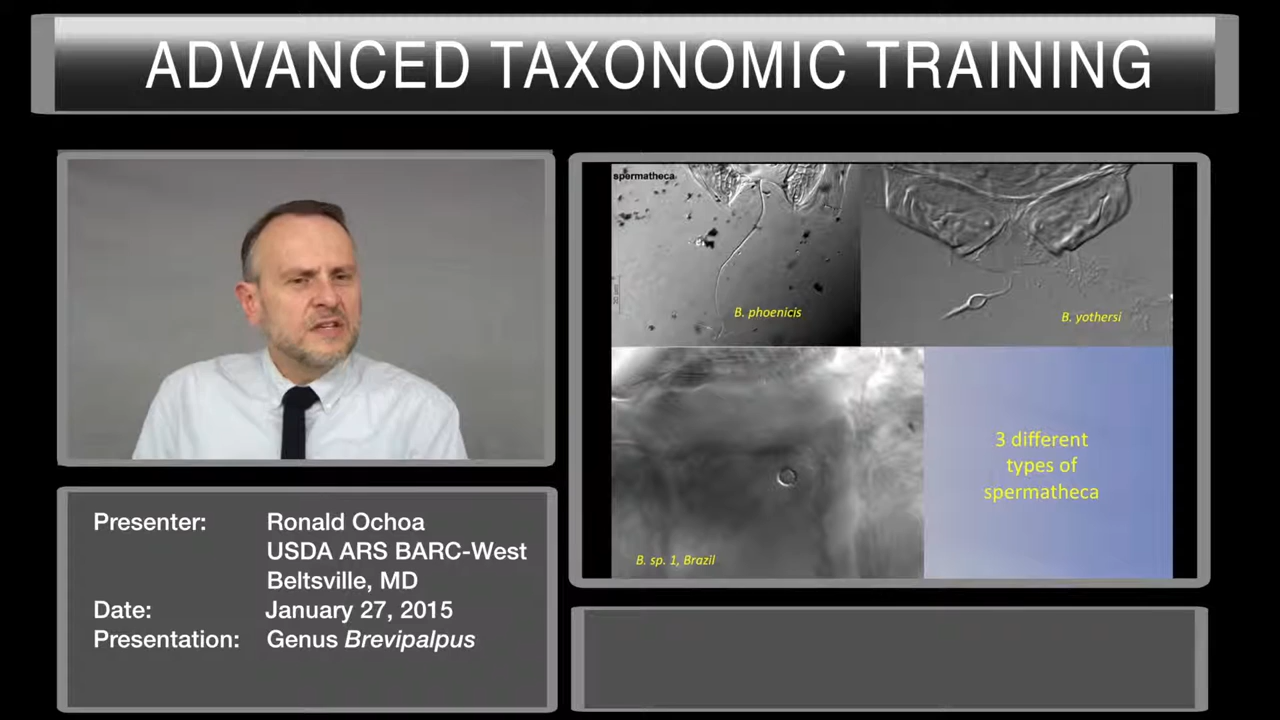 ADVANCED TAXONOMIC TRAINING
spermatheca
B. phoenicis
B. yothersi
B. sp. 1, Brazil
3 different
types of
spermatheca
Presenter: Ronald Ochoa
USDA ARS BARC-West
Beltsville, MD
Date: January 27, 2015
Presentation: Genus Brevipalpus